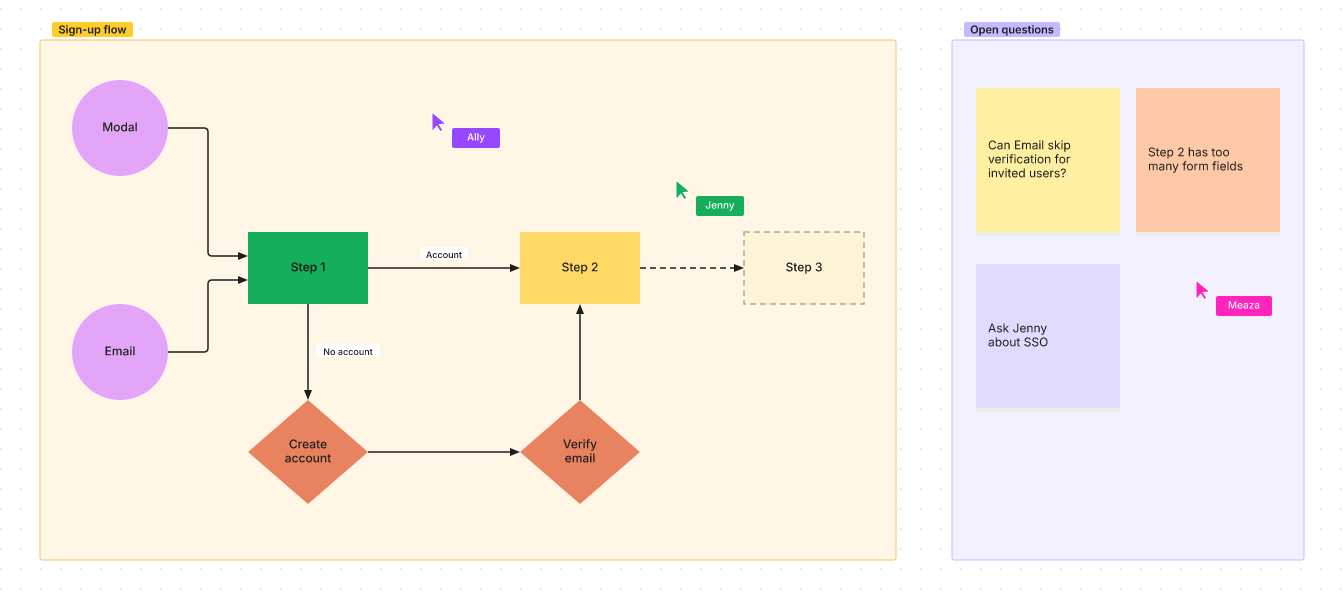 Sign-up flow
Modal
Ally
Jenny
Step 1
Account
Step 2
Step 3
Email
No account
Create
account
Verify
email
Open questions
Can Email skip
verification for
invited users?
Step 2 has too
many form fields
Ask Jenny
about SSO
Meaza